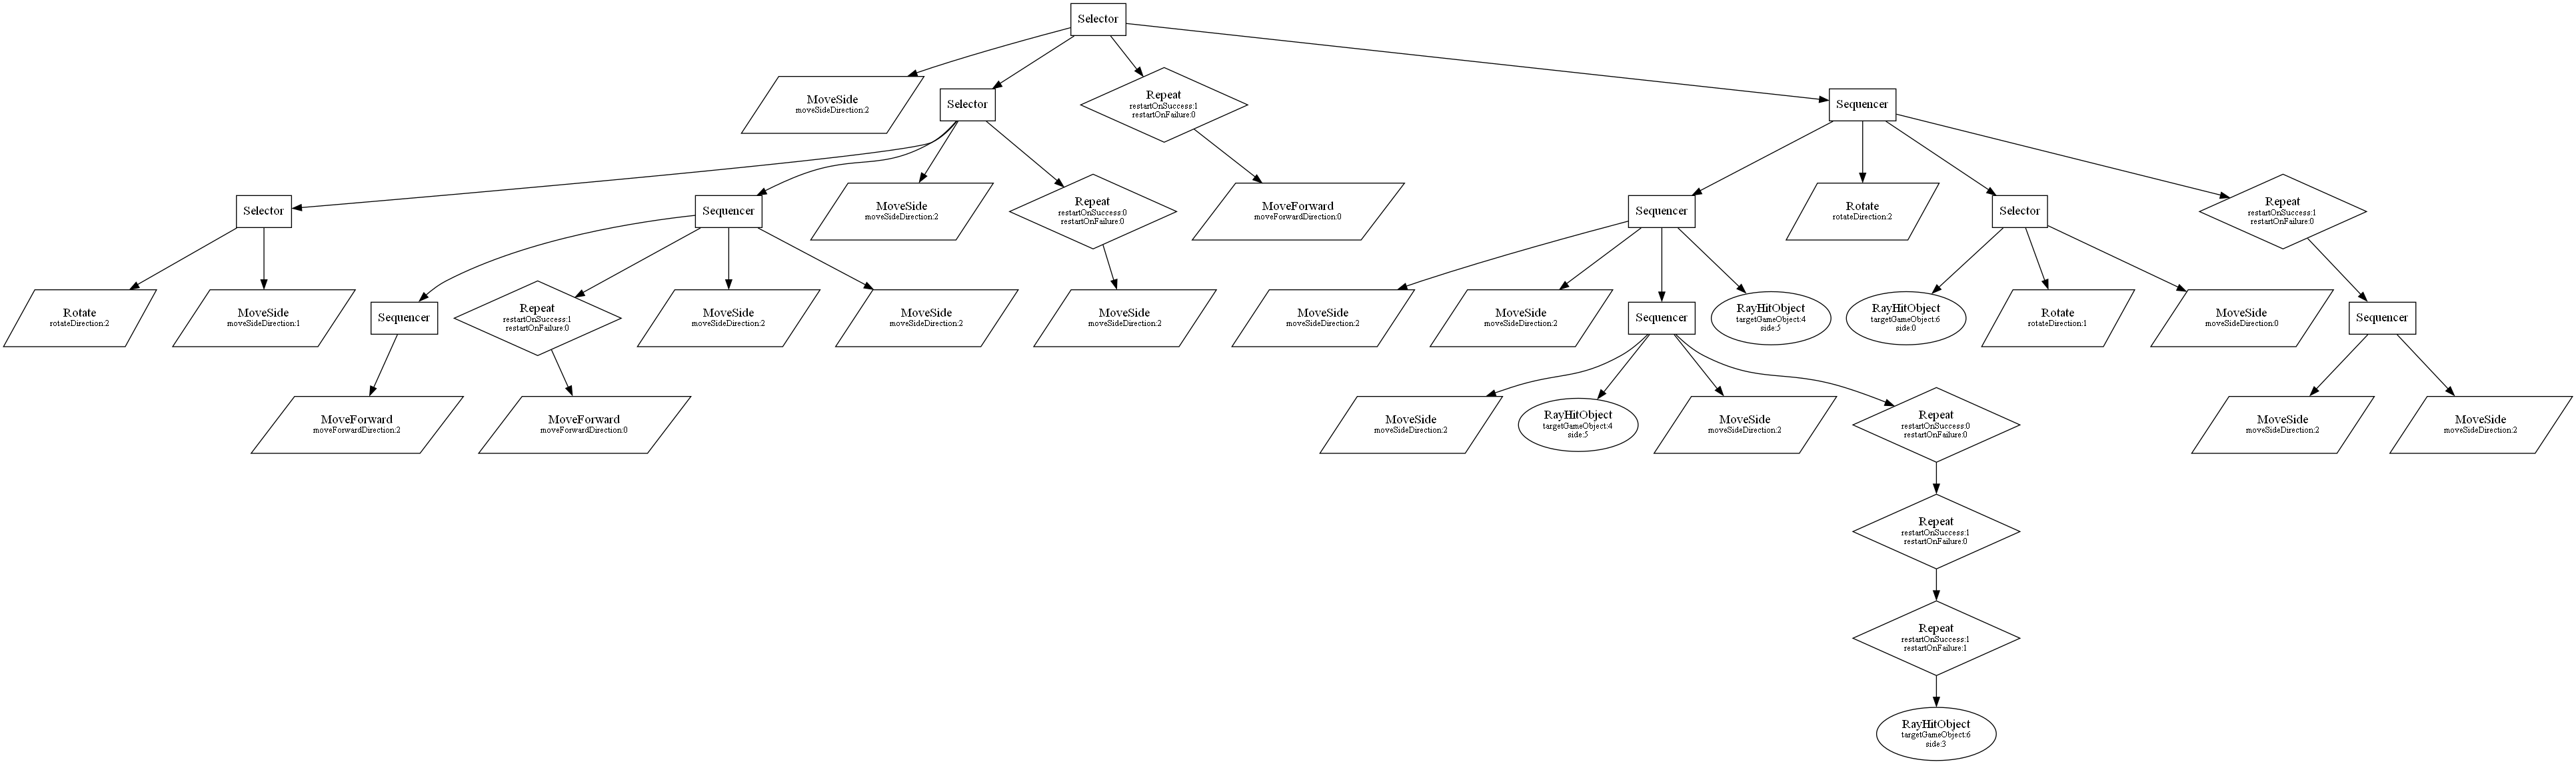 Selector
MoveSide
moveSideDirection:2
Selector
Repeat
restartOnSuccess:1
restartOnFailure:0
Sequencer
Selector
Sequencer
MoveSide
moveSideDirection:2
Repeat
restartOnSuccess:0
restartOnFailure:0
MoveForward
moveForwardDirection:0
Sequencer
Rotate
rotateDirection:2
Selector
Repeat
restartOnSuccess:1
restartOnFailure:0
Rotate
rotateDirection:2
MoveSide
moveSideDirection:1
Sequencer
Repeat
restartOnSuccess:1
restartOnFailure:0
MoveSide
moveSideDirection:2
MoveSide
moveSideDirection:2
MoveSide
moveSideDirection:2
MoveSide
moveSideDirection:2
MoveSide
moveSideDirection:2
Sequencer
RayHitObject
targetGameObject:4
side:5
RayHitObject
targetGameObject:6
side:0
Rotate
rotateDirection:1
MoveSide
moveSideDirection:0
Sequencer
MoveForward
moveForwardDirection:2
MoveForward
moveForwardDirection:0
MoveSide
moveSideDirection:2
RayHitObject
targetGameObject:4
side:5
MoveSide
moveSideDirection:2
Repeat
restartOnSuccess:0
restartOnFailure:0
MoveSide
moveSideDirection:2
MoveSide
moveSideDirection:2
Repeat
restartOnSuccess:1
restartOnFailure:0
Repeat
restartOnSuccess:1
restartOnFailure:1
RayHitObject
targetGameObject:6
side:3